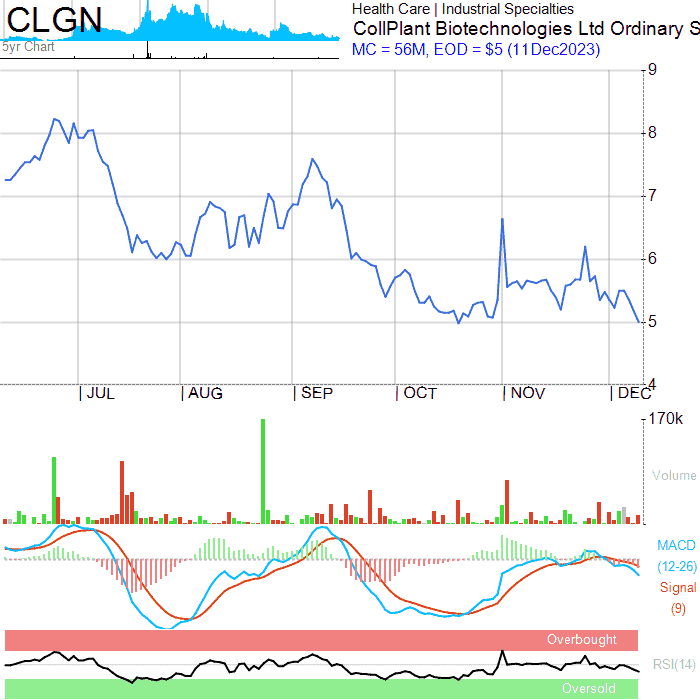 CLGN
5yr Chart
Health Care | Industrial Specialties
CollPlant Biotechnologies Ltd Ordinary S
MC = 56M, EOD = $5 (11Dec2023)
9
8
7
6
5
4
JUL
AUG
SEP
OCT
NOV
DEC
170k
Volume
MACD
(12-26)
Signal
(9)
Overbought
RSI(14)
Oversold